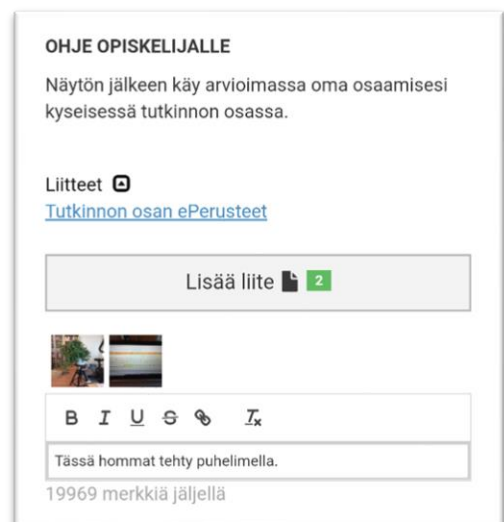 OHJE OPISKELIJALLE
Näytön jälkeen käy arvioimassa oma osaamisesi
kyseisessä tutkinnon osassa.
Liitteet
Tutkinnon osan ePerusteet
Lisää liite 2
B I U S Tx
Tässä hommat tehty puhelimella.
19969 merkkiä jäljellä